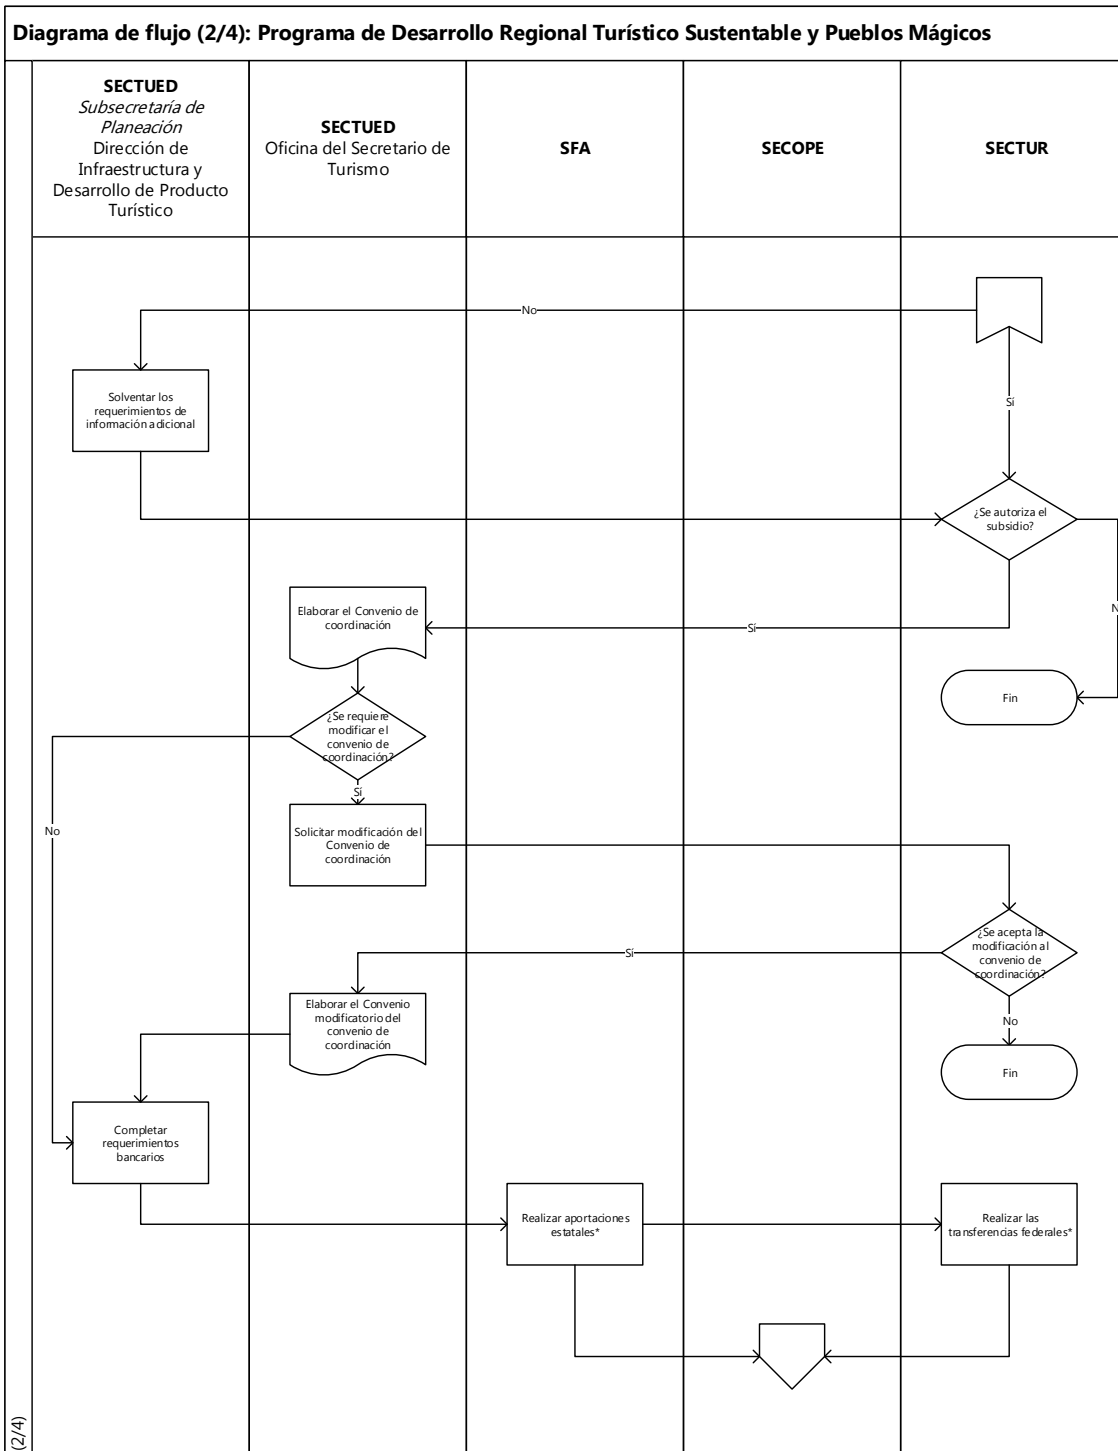 Diagrama de flujo (2/4): Programa de Desarrollo Regional Turístico Sustentable y Pueblos Mágicos
SECTUED
Subsecretaría de
Planeación
Dirección de
Infraestructura y
Desarrollo de Producto
Turístico
SECTUED
Oficina del Secretario de
Turismo
SFA
SECOPE
SECTUR
No
Solventar los
requerimientos de
información adicional
Sí
¿Se autoriza el
subsidio?
N
Elaborar el Convenio de
coordinación
Sí
Fin
¿Se requiere
modificar el
convenio de
coordinación?
Sí
No
Solicitar modificación del
Convenio de
coordinación
¿Se acepta la
modificación al
convenio de
coordinación?
Sí
No
Elaborar el Convenio
modificatorio del
convenio de
coordinación
Fin
Completar
requerimientos
bancarios
Realizar aportaciones
estatales*
Realizar las
transferencias federales*
(2/4)